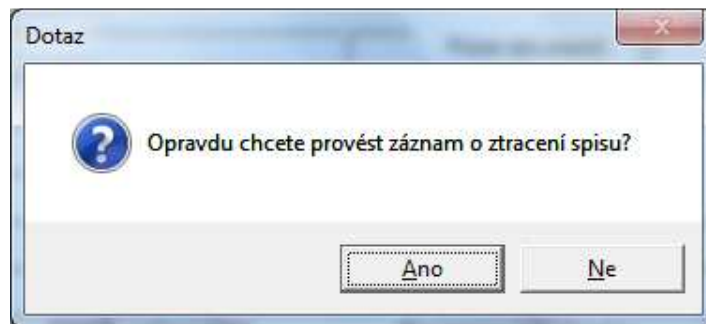 Dotaz
Opravdu chcete provést záznam o ztracení spisu?
Ano
Ne